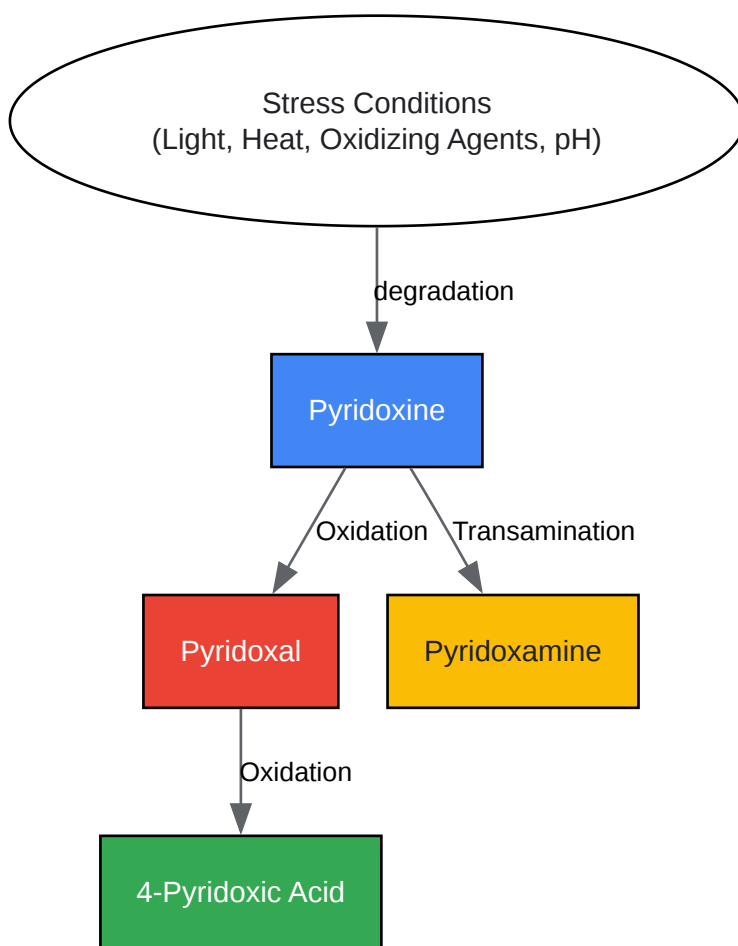 Stress Conditions
(Light, Heat, Oxidizing Agents, pH)
degradation
Pyridoxine
Oxidation
Transamination
Pyridoxal
Pyridoxamine
Oxidation
4-Pyridoxic Acid